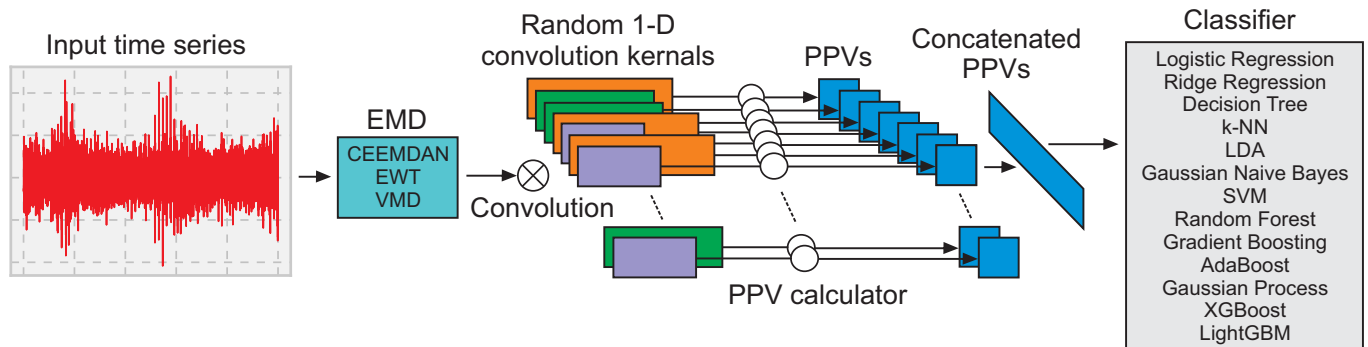 Input time series
EMD
CEEMDAN
EWT
VMD
Convolution
Random 1-D
convolution kernals
PPVs
PPV calculator
Concatenated
PPVs
Classifier
Logistic Regression
Ridge Regression
Decision Tree
k-NN
LDA
Gaussian Naive Bayes
SVM
Random Forest
Gradient Boosting
AdaBoost
Gaussian Process
XGBoost
LightGBM